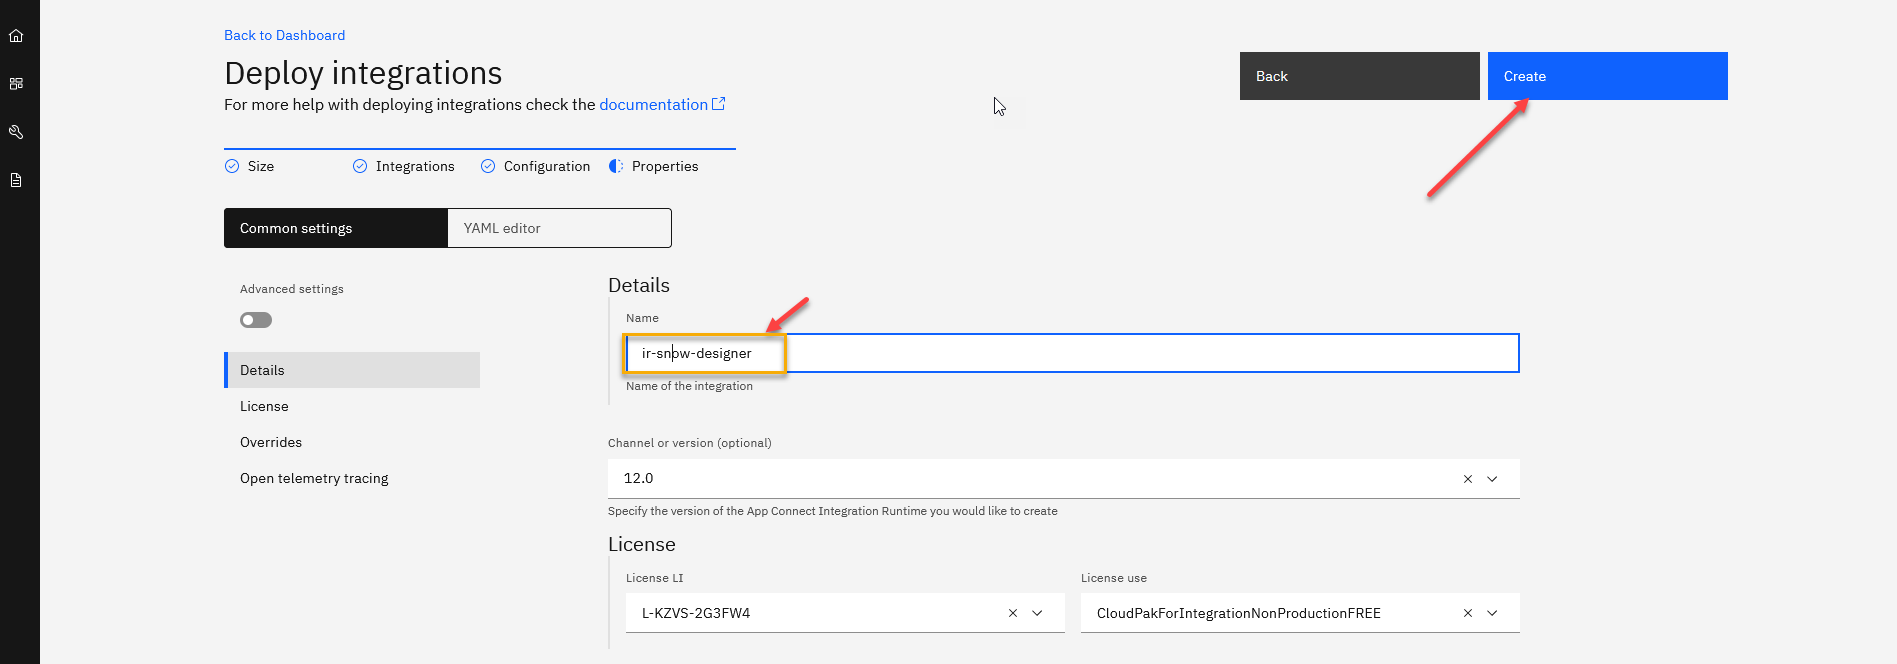 Back to Dashboard
Deploy integrations
For more help with deploying integrations check the documentation
Back
Create
Size
Integrations
Configuration
Properties
Common settings
YAML editor
Advanced settings
Details
License
Overrides
Open telemetry tracing
Details
Name
ir-snow-designer
Name of the integration
Channel or version (optional)
12.0
Specify the version of the App Connect Integration Runtime you would like to create
License
License LI
L-KZVS-2G3FW4
License use
CloudPakForIntegrationNonProductionFREE